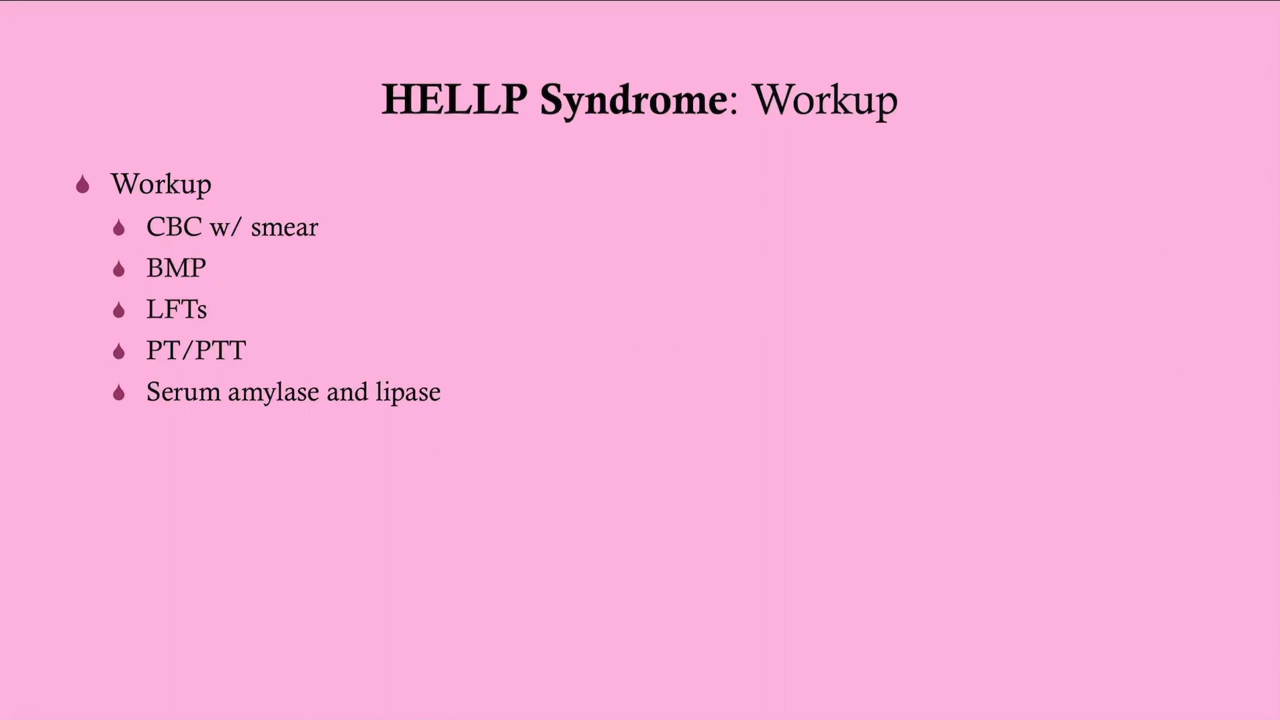 HELLP Syndrome: Workup
Workup
CBC w/ smear
BMP
LFTs
PT/PTT
Serum amylase and lipase